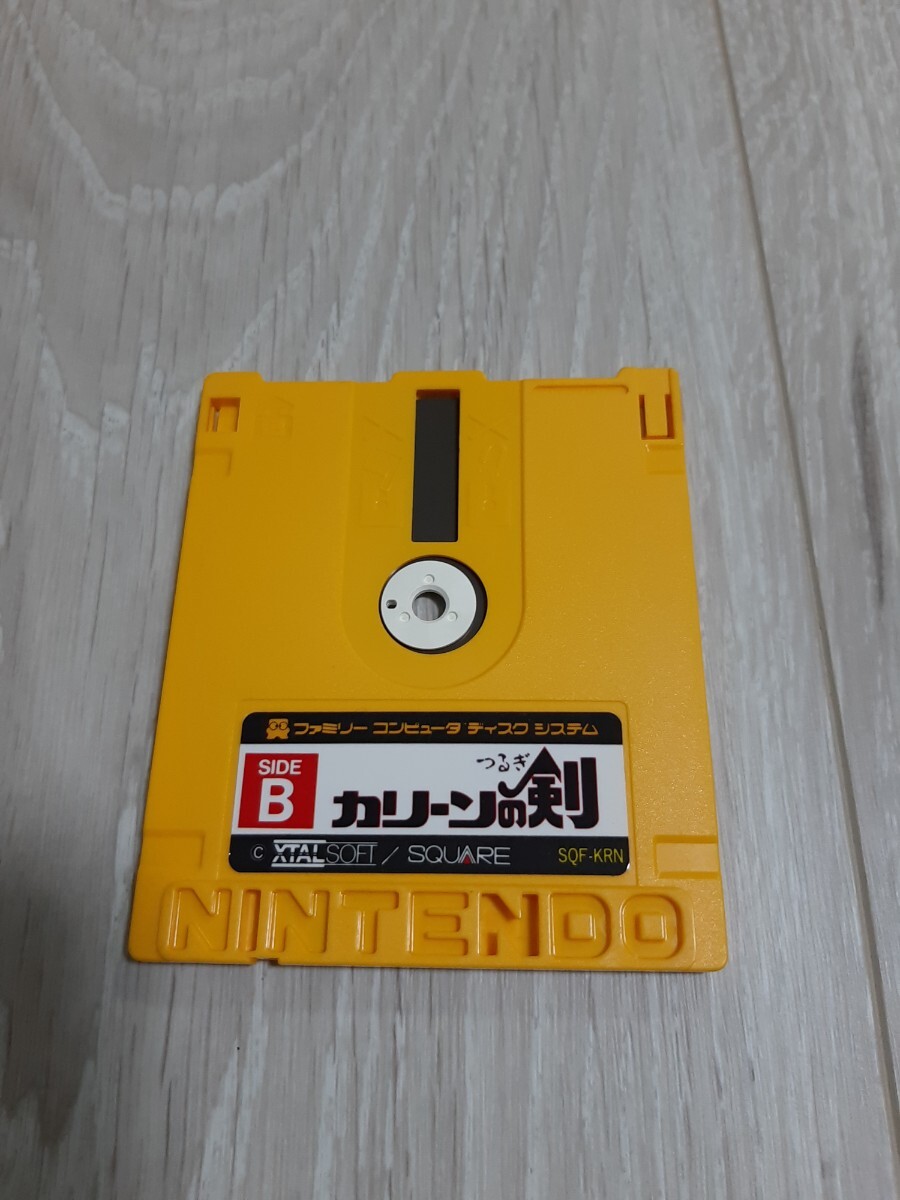 ファミリー コンピュータ ディスク システム
SIDE
B
つるぎ
カリーンの剣
© XTALSOFT / SQUARE SQF-KRN
NINTENDO